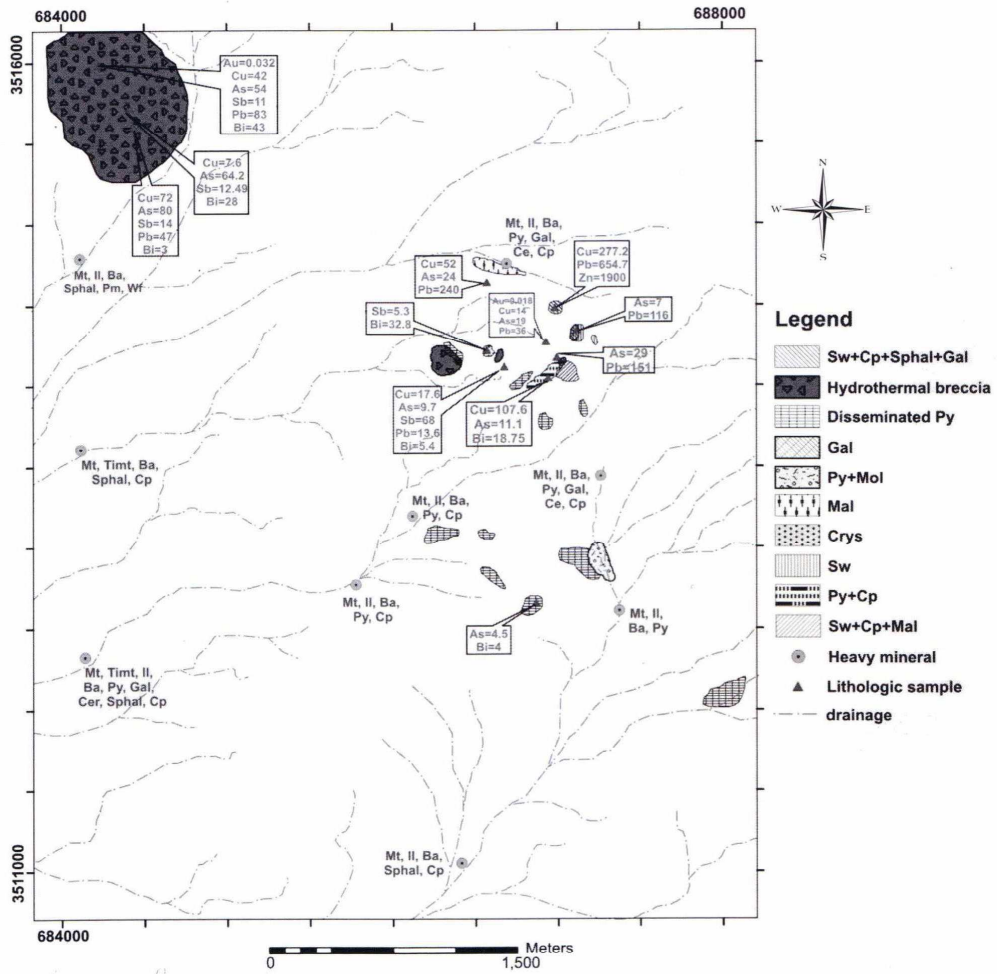 684000
688000
3516000
Au=0.032
Cu=42
As=54
Sb=11
Pb=83
Bi=43
Cu=7.6
As=64.2
Sb=12.49
Bi=28
Cu=72
As=80
Sb=14
Pb=47
Bi=3
Mt, Il, Ba,
Sphal, Pm, Wf
Mt, Il, Ba,
Py, Gal,
Ce, Cp
Cu=52
As=24
Pb=240
Cu=277.2
Pb=654.7
Zn=1900
Au=0.018
Cu=14
As=19
Pb=36
As=7
Pb=116
Sb=5.3
Bi=32.8
As=29
Pb=151
Cu=17.6
As=9.7
Sb=68
Pb=13.6
Bi=5.4
Cu=107.6
As=11.1
Bi=18.75
Mt, Timt, Ba,
Sphal, Cp
Mt, Il, Ba,
Py, Cp
Mt, Il, Ba,
Py, Gal,
Ce, Cp
Mt, Il, Ba,
Py, Cp
Mt, Il,
Ba, Py
As=4.5
Bi=4
Mt, Timt, Il,
Ba, Py, Gal,
Cer, Sphal, Cp
Mt, Il, Ba,
Sphal, Cp
3511000
684000
Meters
0
1,500
N
W
E
S
Legend
Sw+Cp+Sphal+Gal
Hydrothermal breccia
Disseminated Py
Gal
Py+Mol
Mal
Crys
Sw
Py+Cp
Sw+Cp+Mal
Heavy mineral
Lithologic sample
drainage